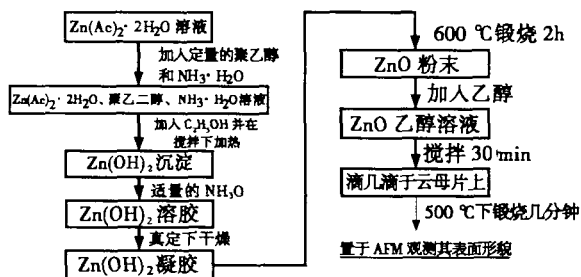 Zn(Ac)₂·2H₂O 溶液
加入定量的聚乙醇
和 NH₃·H₂O
Zn(Ac)₂·2H₂O、聚乙二醇、NH₃·H₂O溶液
加入 C₂H₅OH 并在
搅拌下加热
Zn(OH)₂沉淀
适量的 NH₃O
Zn(OH)₂溶胶
真定下干燥
Zn(OH)₂凝胶
600 ℃锻烧 2h
ZnO 粉末
加入乙醇
ZnO 乙醇溶液
搅拌 30 min
滴几滴于云母片上
500 ℃下锻烧几分钟
置于 AFM 观测其表面形貌